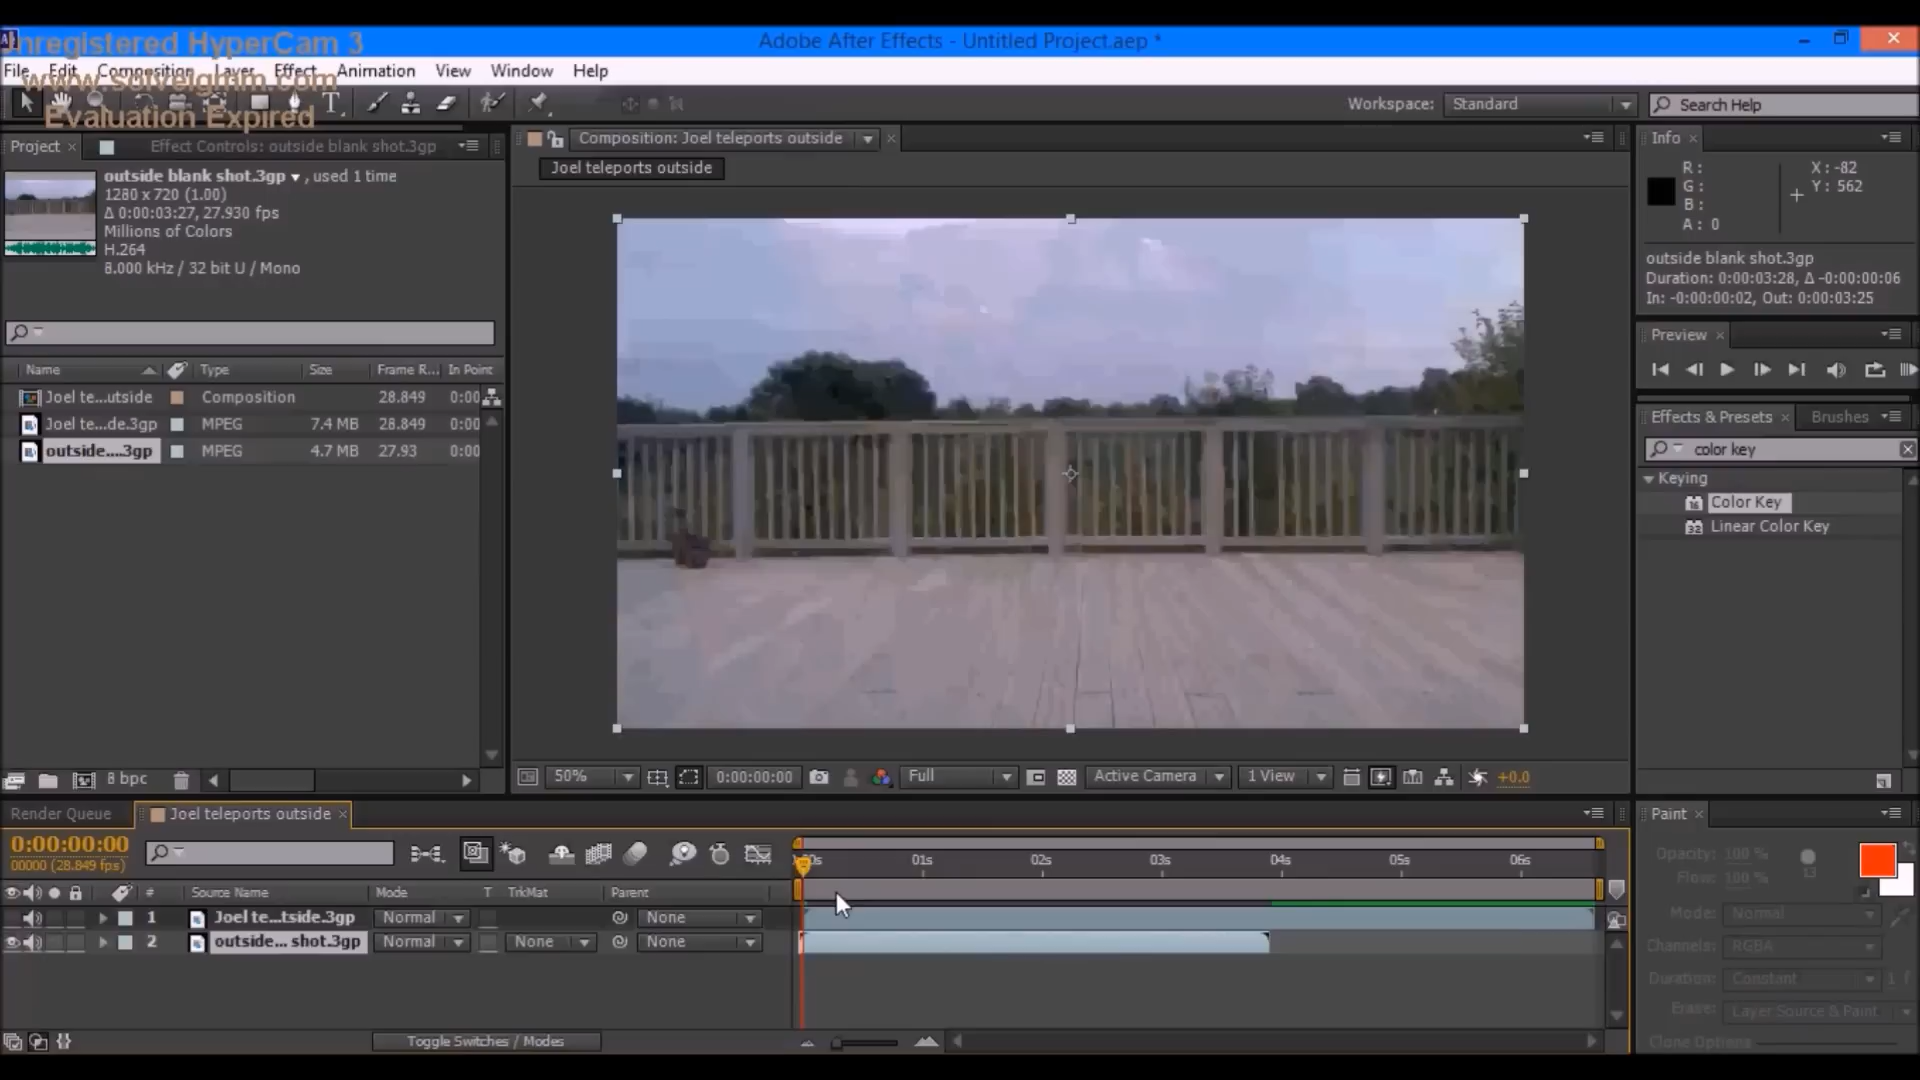 Unregistered HyperCam 3
Adobe After Effects - Untitled Project.aep *
File Edit Composition Layer Effect Animation View Window Help
www.solveigmm.com
Evaluation Expired
Workspace: Standard
Search Help
Project
Effect Controls: outside blank shot.3gp
Composition: Joel teleports outside
Joel teleports outside
outside blank shot.3gp , used 1 time
1280 x 720 (1.00)
Δ 0:00:03:27, 27.930 fps
Millions of Colors
H.264
8.000 kHz / 32 bit U / Mono
Name Type Size Frame R... In Point
Joel te...utside Composition 28.849 0:00
Joel te...de.3gp MPEG 7.4 MB 28.849 0:00
outside....3gp MPEG 4.7 MB 27.93 0:00
8 bpc
50% 0:00:00:00 Full Active Camera 1 View +0.0
Info
R:
G:
B:
A: 0
X: -82
Y: 562
outside blank shot.3gp
Duration: 0:00:03:28, Δ -0:00:00:06
In: -0:00:00:02, Out: 0:00:03:25
Preview
Effects & Presets Brushes
color key
Keying
Color Key
Linear Color Key
Render Queue
Joel teleports outside
0:00:00:00
00000 (28.849 fps)
01s 02s 03s 04s 05s 06s
# Source Name Mode T TrkMat Parent
1 Joel te...tside.3gp Normal None
2 outside... shot.3gp Normal None None
Toggle Switches / Modes
Paint
Opacity: 100 %
Flow: 100 %
13
Mode: Normal
Channels: RGBA
Duration: Constant 1 f
Erase: Layer Source & Paint
Clone Options